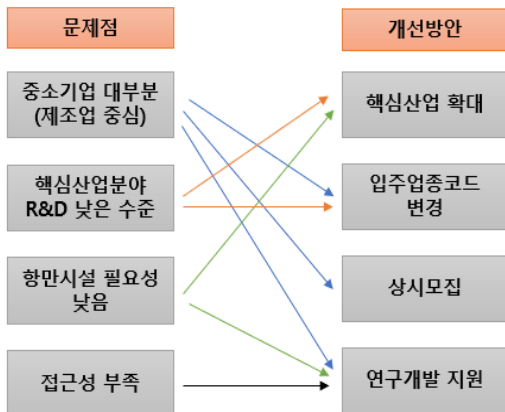 문제점
개선방안
중소기업 대부분
(제조업 중심)
핵심산업 확대
핵심산업분야
R&D 낮은 수준
입주업종코드
변경
항만시설 필요성
낮음
상시모집
접근성 부족
연구개발 지원